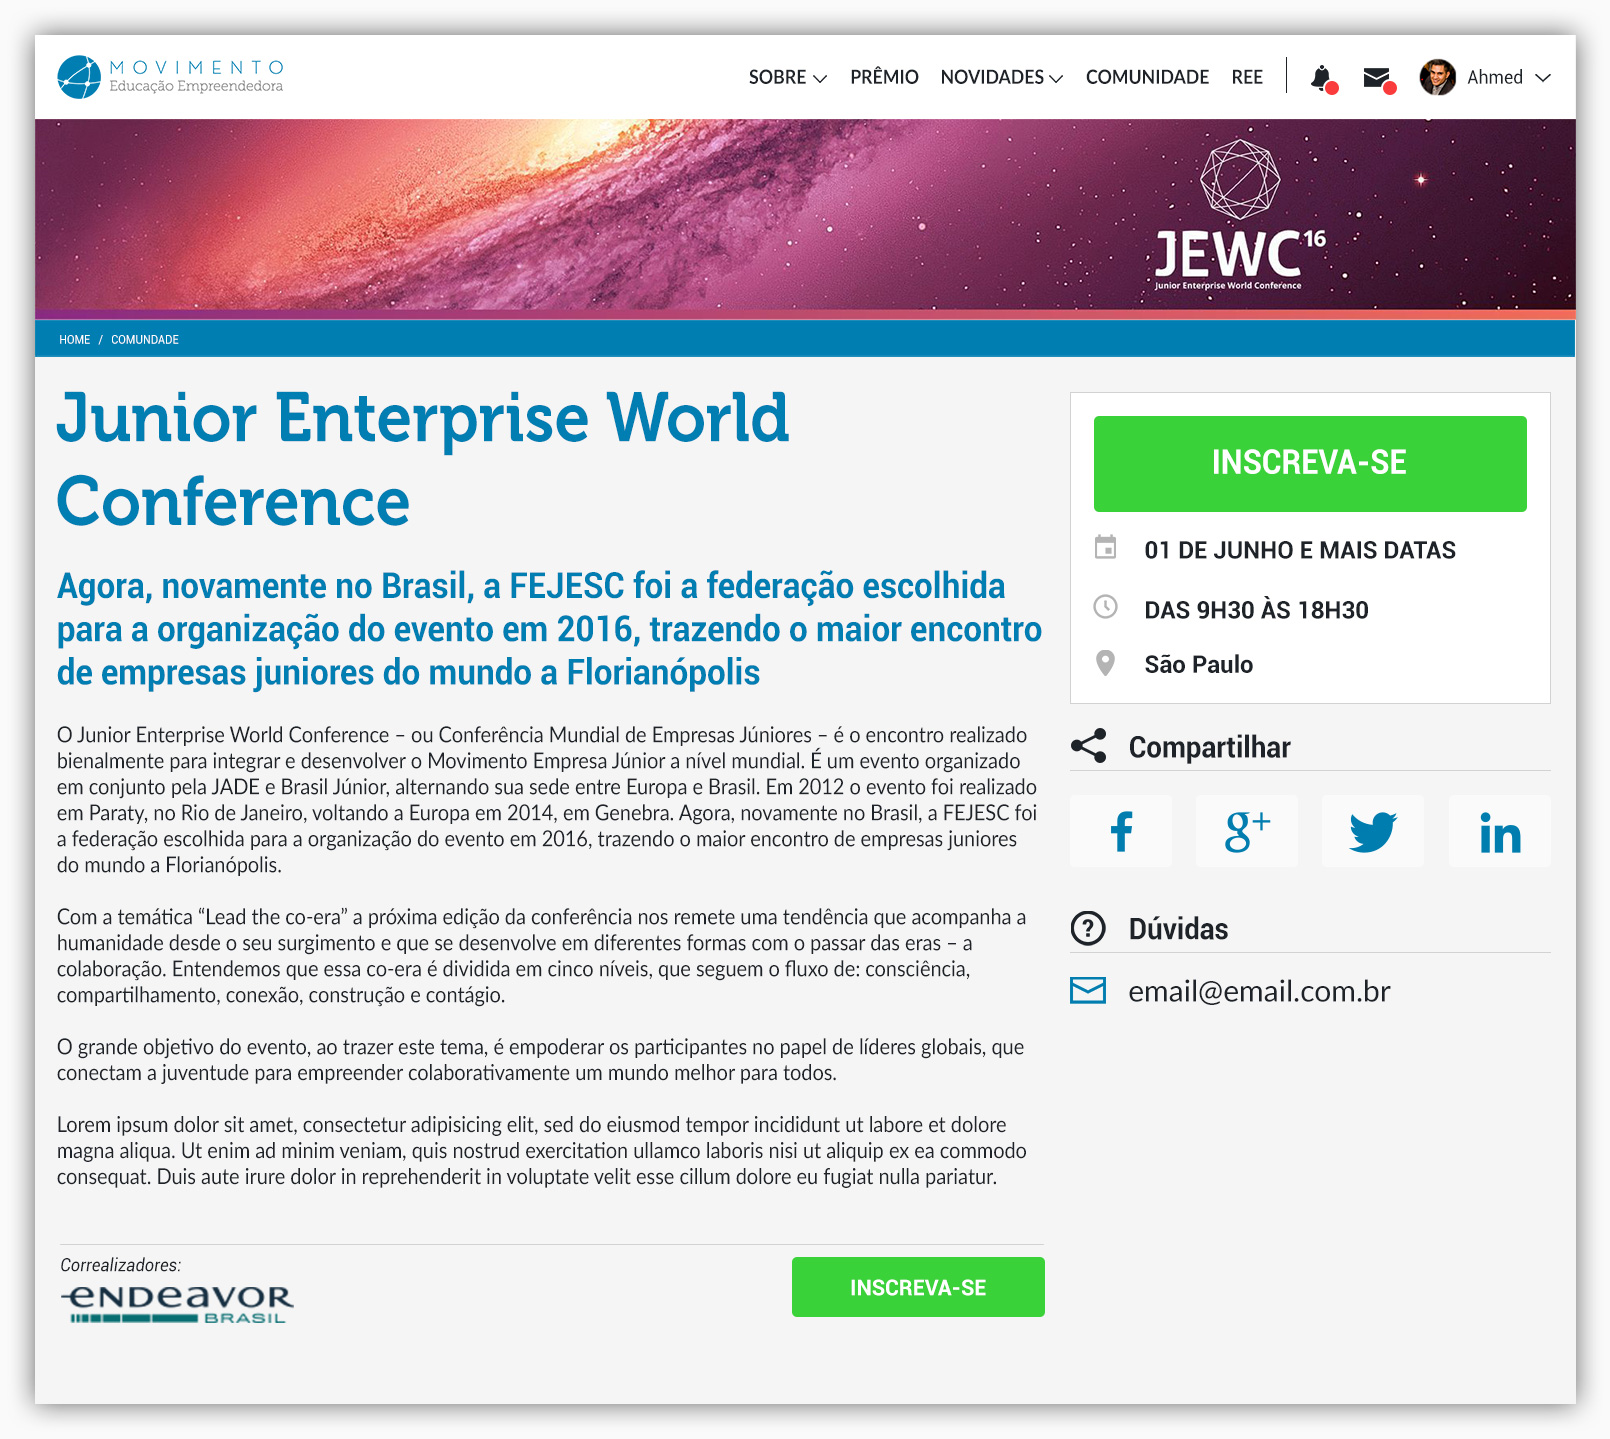 MOVIMENTO
Educação Empreendedora
SOBRE PRÊMIO NOVIDADES COMUNIDADE REE Ahmed
JEWC16
Junior Enterprise World Conference
HOME / COMUNDADE
Junior Enterprise World
Conference
Agora, novamente no Brasil, a FEJESC foi a federação escolhida
para a organização do evento em 2016, trazendo o maior encontro
de empresas juniores do mundo a Florianópolis
O Junior Enterprise World Conference – ou Conferência Mundial de Empresas Júniores – é o encontro realizado
bienalmente para integrar e desenvolver o Movimento Empresa Júnior a nível mundial. É um evento organizado
em conjunto pela JADE e Brasil Júnior, alternando sua sede entre Europa e Brasil. Em 2012 o evento foi realizado
em Paraty, no Rio de Janeiro, voltando a Europa em 2014, em Genebra. Agora, novamente no Brasil, a FEJESC foi
a federação escolhida para a organização do evento em 2016, trazendo o maior encontro de empresas juniores
do mundo a Florianópolis.
Com a temática “Lead the co-era” a próxima edição da conferência nos remete uma tendência que acompanha a
humanidade desde o seu surgimento e que se desenvolve em diferentes formas com o passar das eras – a
colaboração. Entendemos que essa co-era é dividida em cinco níveis, que seguem o fluxo de: consciência,
compartilhamento, conexão, construção e contágio.
O grande objetivo do evento, ao trazer este tema, é empoderar os participantes no papel de líderes globais, que
conectam a juventude para empreender colaborativamente um mundo melhor para todos.
Lorem ipsum dolor sit amet, consectetur adipisicing elit, sed do eiusmod tempor incididunt ut labore et dolore
magna aliqua. Ut enim ad minim veniam, quis nostrud exercitation ullamco laboris nisi ut aliquip ex ea commodo
consequat. Duis aute irure dolor in reprehenderit in voluptate velit esse cillum dolore eu fugiat nulla pariatur.
Correalizadores:
ENDEAVOR
BRASIL
INSCREVA-SE
INSCREVA-SE
01 DE JUNHO E MAIS DATAS
DAS 9H30 ÀS 18H30
São Paulo
Compartilhar
f g+ in
Dúvidas
email@email.com.br